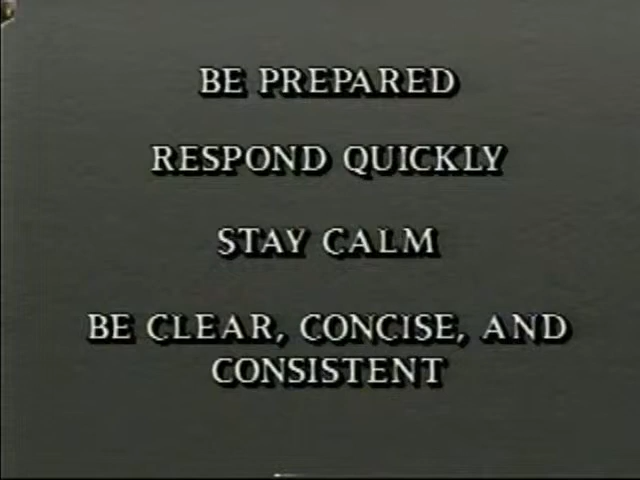 BE PREPARED
RESPOND QUICKLY
STAY CALM
BE CLEAR, CONCISE, AND
CONSISTENT